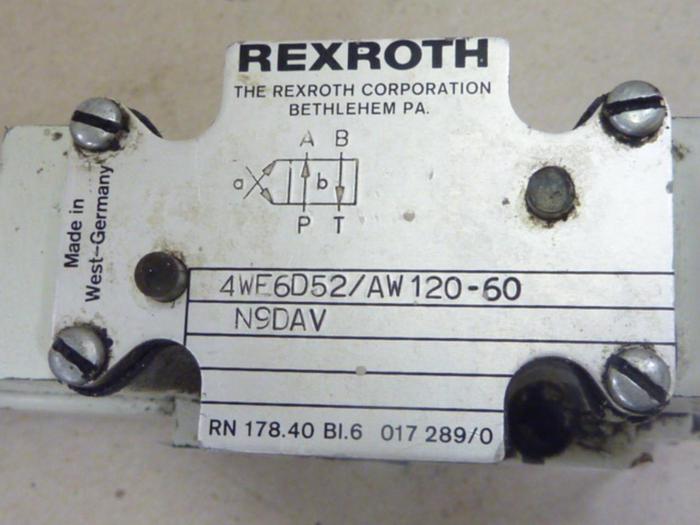 REXROTH
THE REXROTH CORPORATION
BETHLEHEM PA.
A B
a b
P T
Made in
West-Germany
4WE6D52/AW120-60
N9DAV
RN 178.40 Bl.6 017 289/0